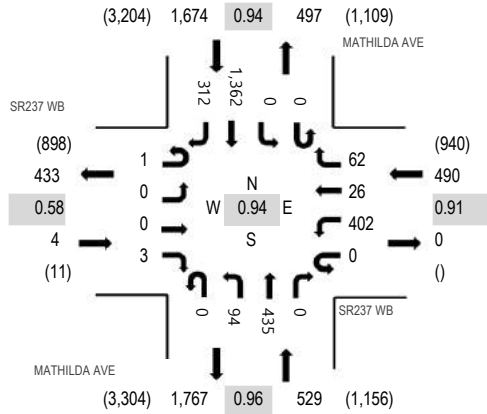 (3,204) 1,674 0.94 497 (1,109)
MATHILDA AVE
312 1,362 0 0
SR237 WB
(898) (940)
1 62
433 490
0 26
0.58 N 0.91
W 0.94 E
0 402
4 S 0
3 0
(11) ()
0 94 435 0
SR237 WB
MATHILDA AVE
(3,304) 1,767 0.96 529 (1,156)